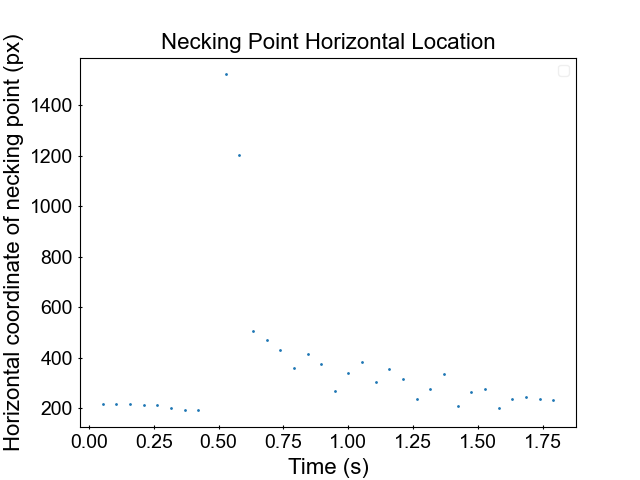 Necking Point Horizontal Location
Horizontal coordinate of necking point (px)
1400
1200
1000
800
600
400
200
0.00 0.25 0.50 0.75 1.00 1.25 1.50 1.75
Time (s)